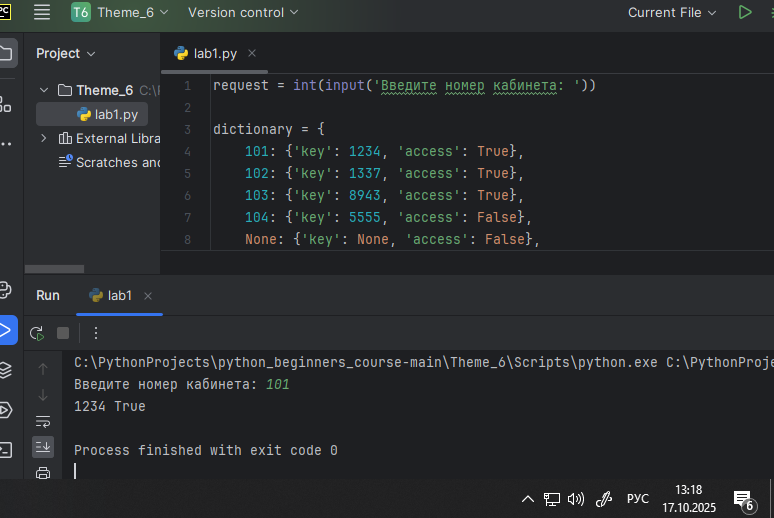 PC
T6 Theme_6 Version control Current File
Project
lab1.py
Theme_6 C:\
lab1.py
External Libra
Scratches and
1 request = int(input('Введите номер кабинета: '))
2
3 dictionary = {
4 101: {'key': 1234, 'access': True},
5 102: {'key': 1337, 'access': True},
6 103: {'key': 8943, 'access': True},
7 104: {'key': 5555, 'access': False},
8 None: {'key': None, 'access': False},
Run lab1
C:\PythonProjects\python_beginners_course-main\Theme_6\Scripts\python.exe C:\PythonProje
Введите номер кабинета: 101
1234 True
Process finished with exit code 0
РУС
13:18
17.10.2025
6